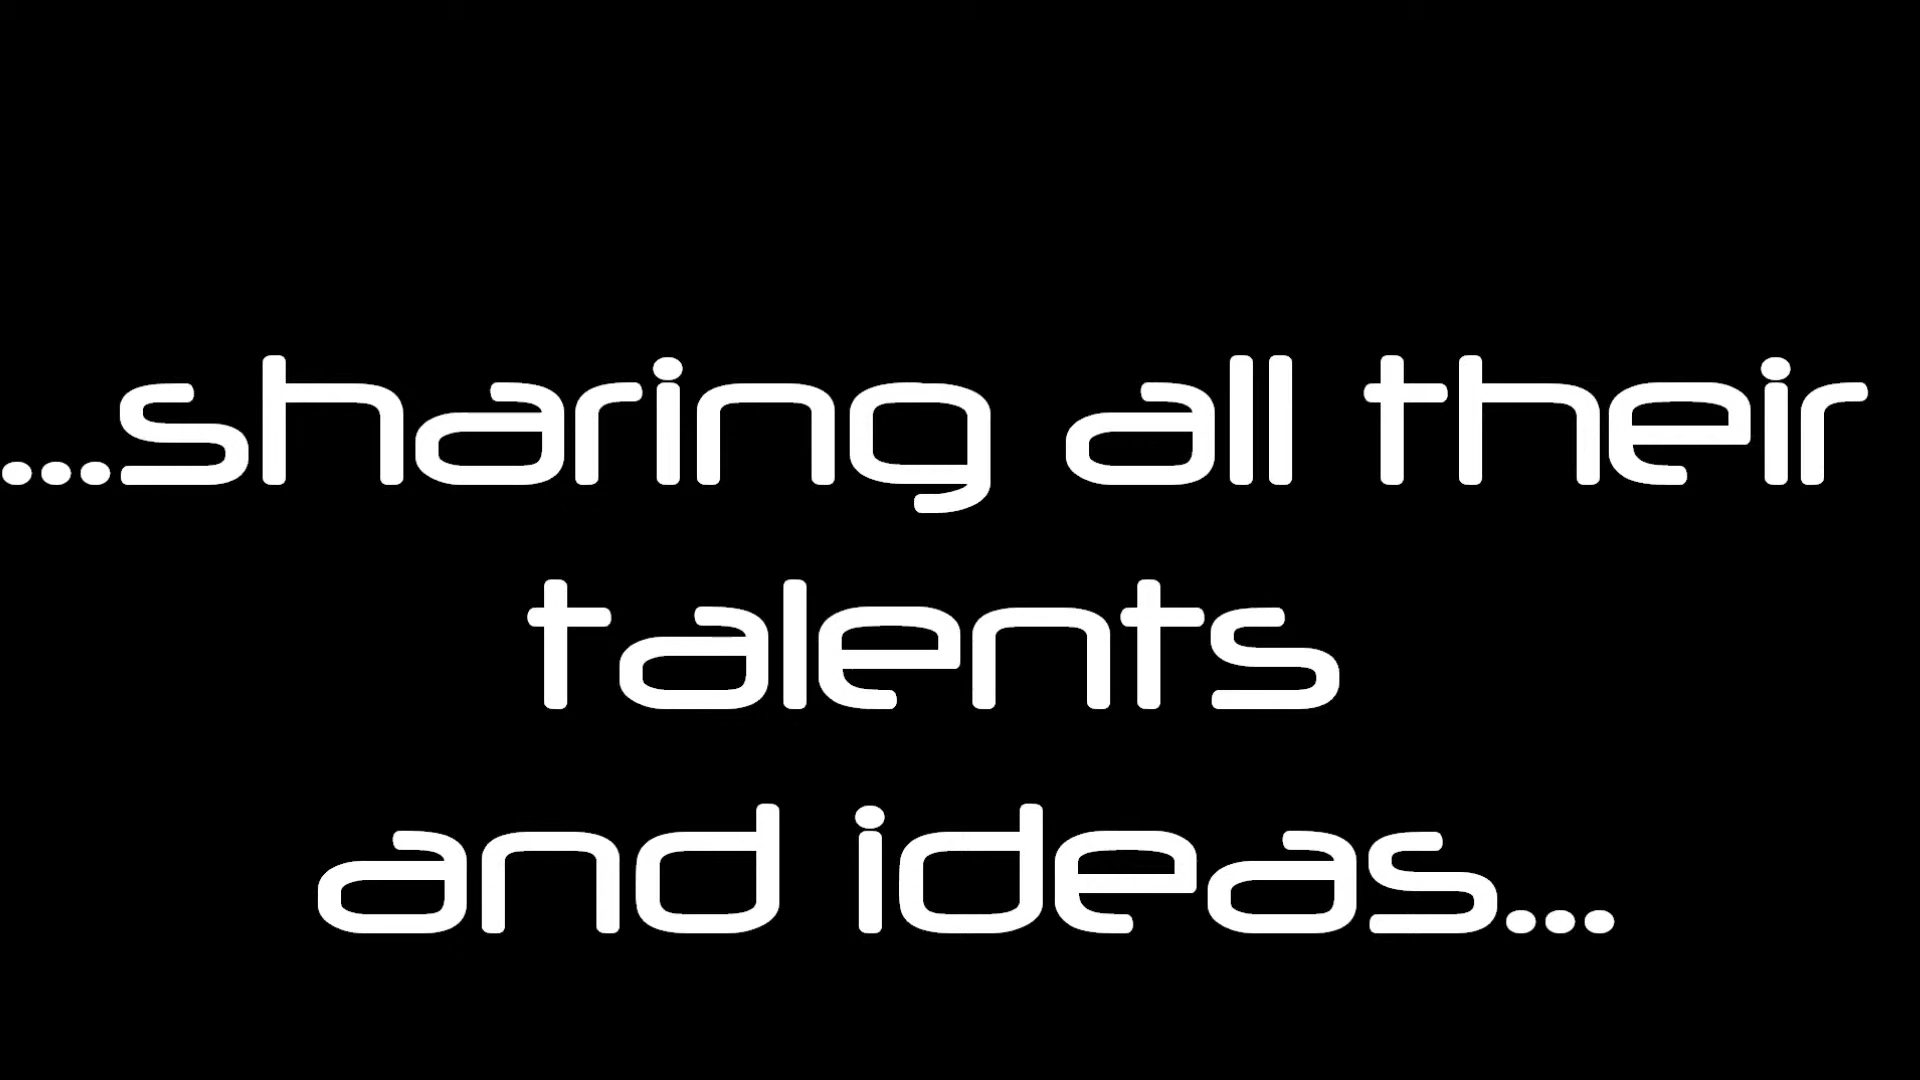 ...sharing all their
talents
and ideas...